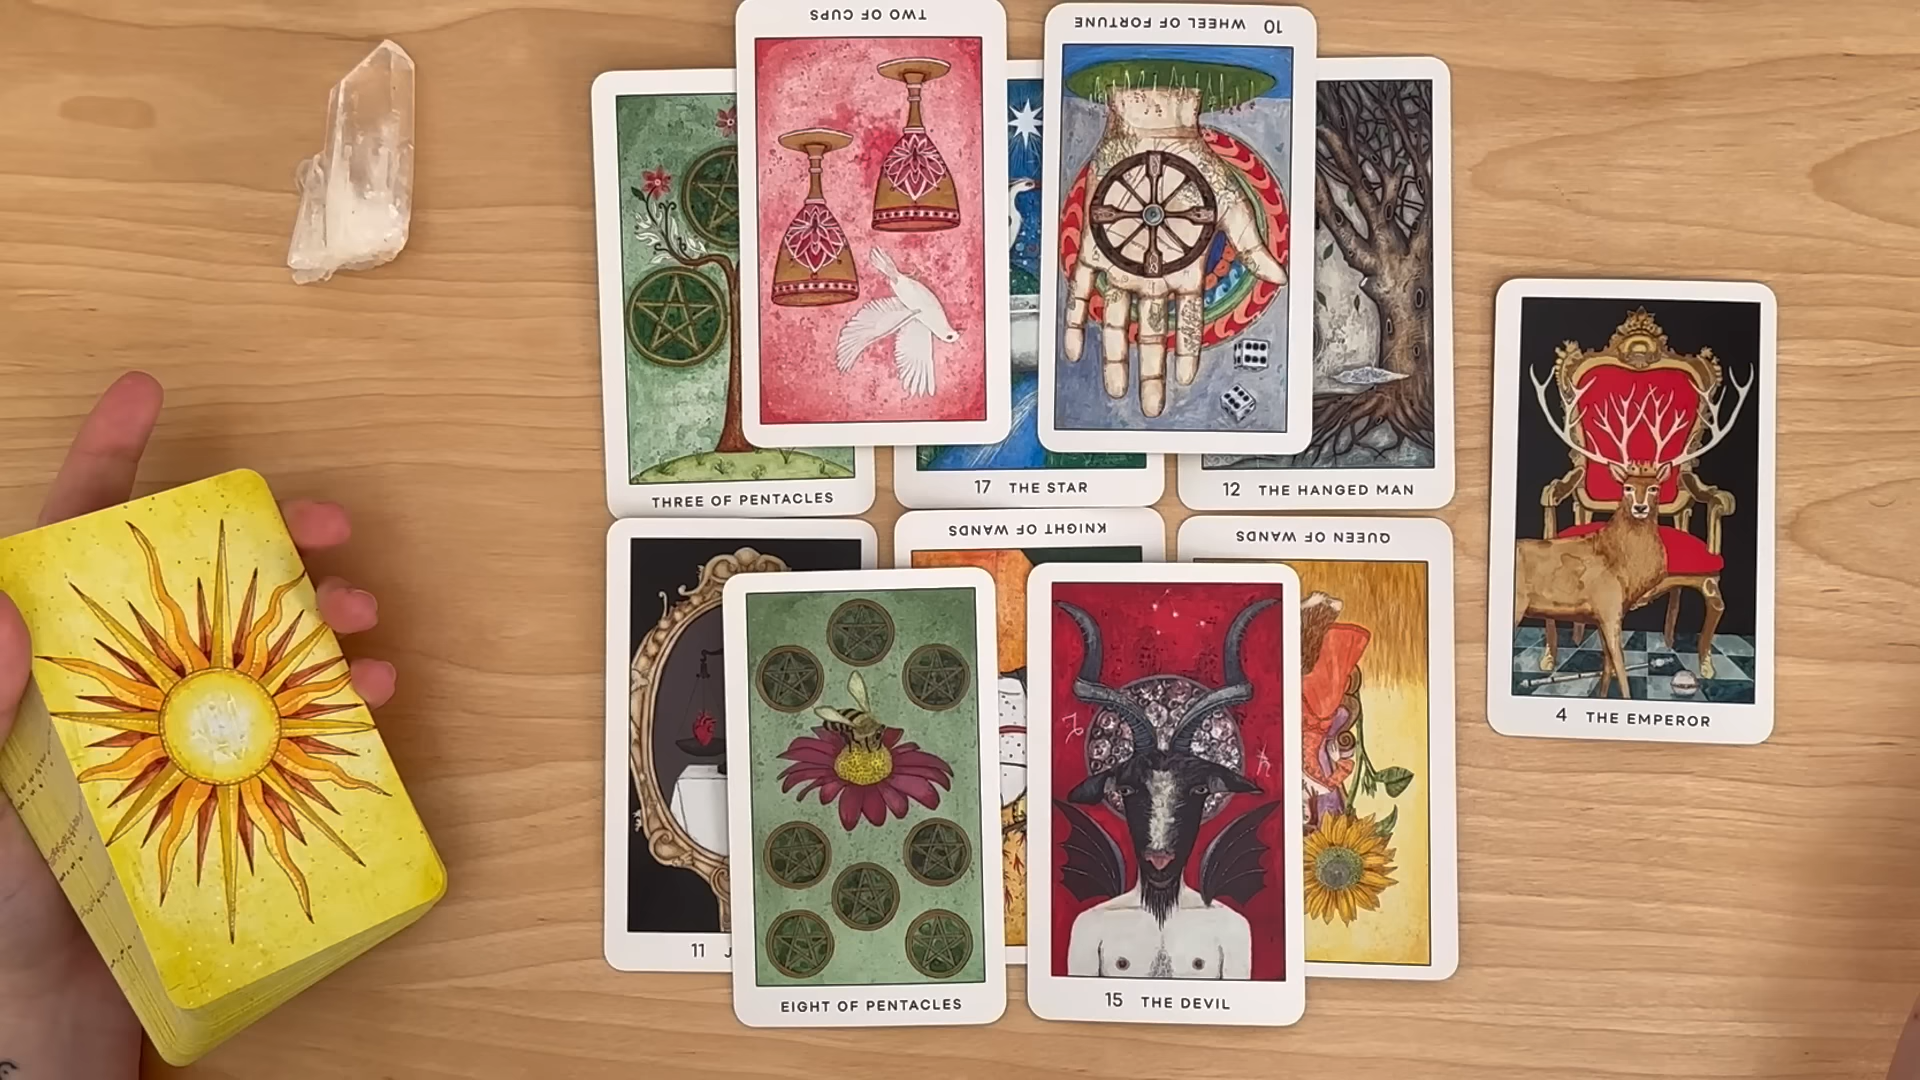 TWO OF CUPS
10 WHEEL OF FORTUNE
THREE OF PENTACLES
17 THE STAR
12 THE HANGED MAN
KNIGHT OF WANDS
QUEEN OF WANDS
4 THE EMPEROR
11 J
EIGHT OF PENTACLES
15 THE DEVIL